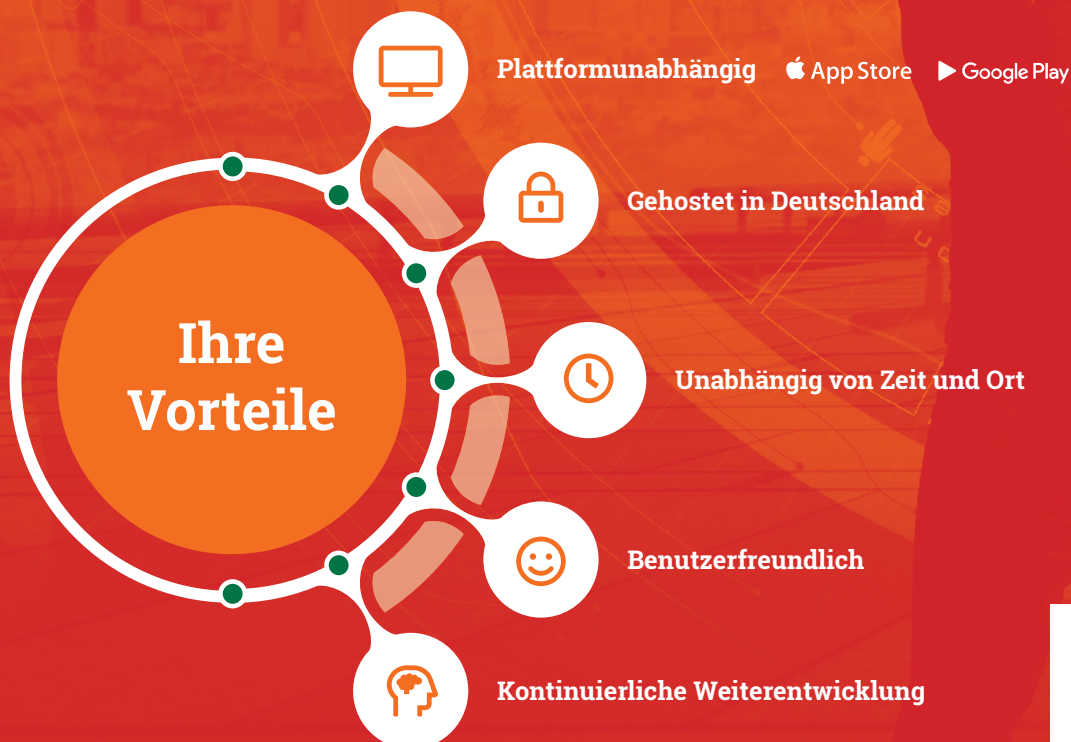 Plattformunabhängig App Store Google Play
Gehostet in Deutschland
Ihre
Vorteile
Unabhängig von Zeit und Ort
Benutzerfreundlich
Kontinuierliche Weiterentwicklung